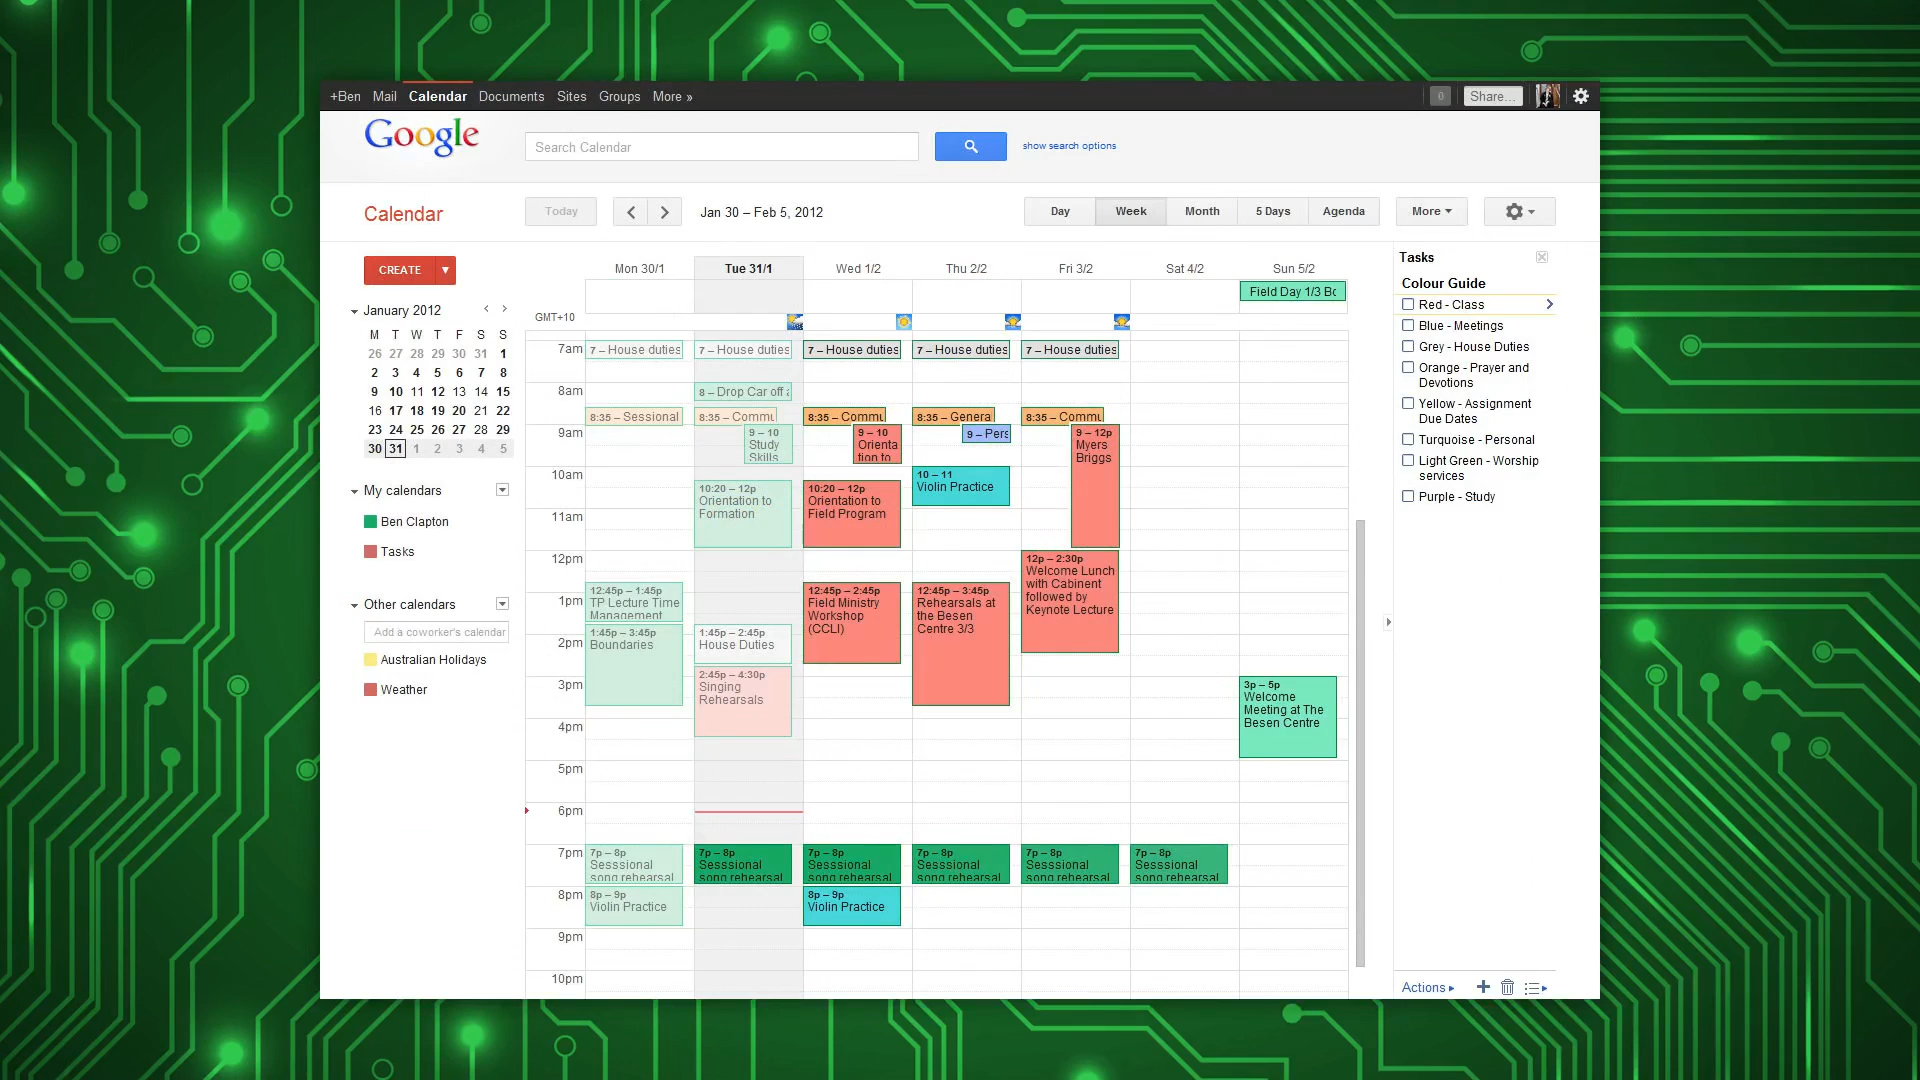 +Ben Mail Calendar Documents Sites Groups More »
0 Share...
Google
Search Calendar
show search options
Calendar
Today
Jan 30 – Feb 5, 2012
Day Week Month 5 Days Agenda More
CREATE
January 2012
M T W T F S S
26 27 28 29 30 31 1
2 3 4 5 6 7 8
9 10 11 12 13 14 15
16 17 18 19 20 21 22
23 24 25 26 27 28 29
30 31 1 2 3 4 5
My calendars
Ben Clapton
Tasks
Other calendars
Add a coworker's calendar
Australian Holidays
Weather
Mon 30/1 Tue 31/1 Wed 1/2 Thu 2/2 Fri 3/2 Sat 4/2 Sun 5/2
Field Day 1/3 Bo
GMT+10
7am
8am
9am
10am
11am
12pm
1pm
2pm
3pm
4pm
5pm
6pm
7pm
8pm
9pm
10pm
7 – House duties
8:35 – Sessional
12:45p – 1:45p
TP Lecture Time
Management
1:45p – 3:45p
Boundaries
7p – 8p
Sesssional
song rehearsal
8p – 9p
Violin Practice
7 – House duties
8 – Drop Car off
8:35 – Commu
9 – 10
Study
Skills
10:20 – 12p
Orientation to
Formation
1:45p – 2:45p
House Duties
2:45p – 4:30p
Singing
Rehearsals
7p – 8p
Sesssional
song rehearsal
7 – House duties
8:35 – Commu
9 – 10
Orienta
tion to
10:20 – 12p
Orientation to
Field Program
12:45p – 2:45p
Field Ministry
Workshop
(CCLI)
7p – 8p
Sesssional
song rehearsal
8p – 9p
Violin Practice
7 – House duties
8:35 – Genera
9 – Pers
10 – 11
Violin Practice
12:45p – 3:45p
Rehearsals at
the Besen
Centre 3/3
7p – 8p
Sesssional
song rehearsal
7 – House duties
8:35 – Commu
9 – 12p
Myers
Briggs
12p – 2:30p
Welcome Lunch
with Cabinent
followed by
Keynote Lecture
7p – 8p
Sesssional
song rehearsal
7p – 8p
Sesssional
song rehearsal
3p – 5p
Welcome
Meeting at The
Besen Centre
Tasks
Colour Guide
Red - Class
Blue - Meetings
Grey - House Duties
Orange - Prayer and
Devotions
Yellow - Assignment
Due Dates
Turquoise - Personal
Light Green - Worship
services
Purple - Study
Actions